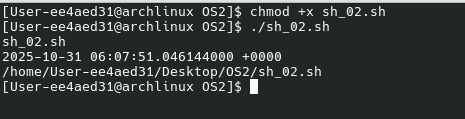 [User-ee4aed31@archlinux OS2]$ chmod +x sh_02.sh
[User-ee4aed31@archlinux OS2]$ ./sh_02.sh
sh_02.sh
2025-10-31 06:07:51.046144000 +0000
/home/User-ee4aed31/Desktop/OS2/sh_02.sh
[User-ee4aed31@archlinux OS2]$